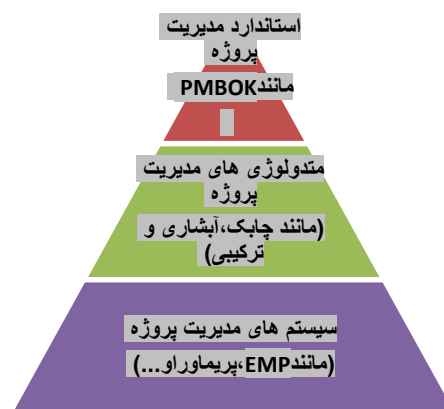 استاندارد مدیریت
پروژه
مانندPMBOK
متدولوژی های مدیریت
پروژه
(مانند چابک،آبشاری و
ترکیبی)
سیستم های مدیریت پروژه
(مانندEMP،پریماوراو...)